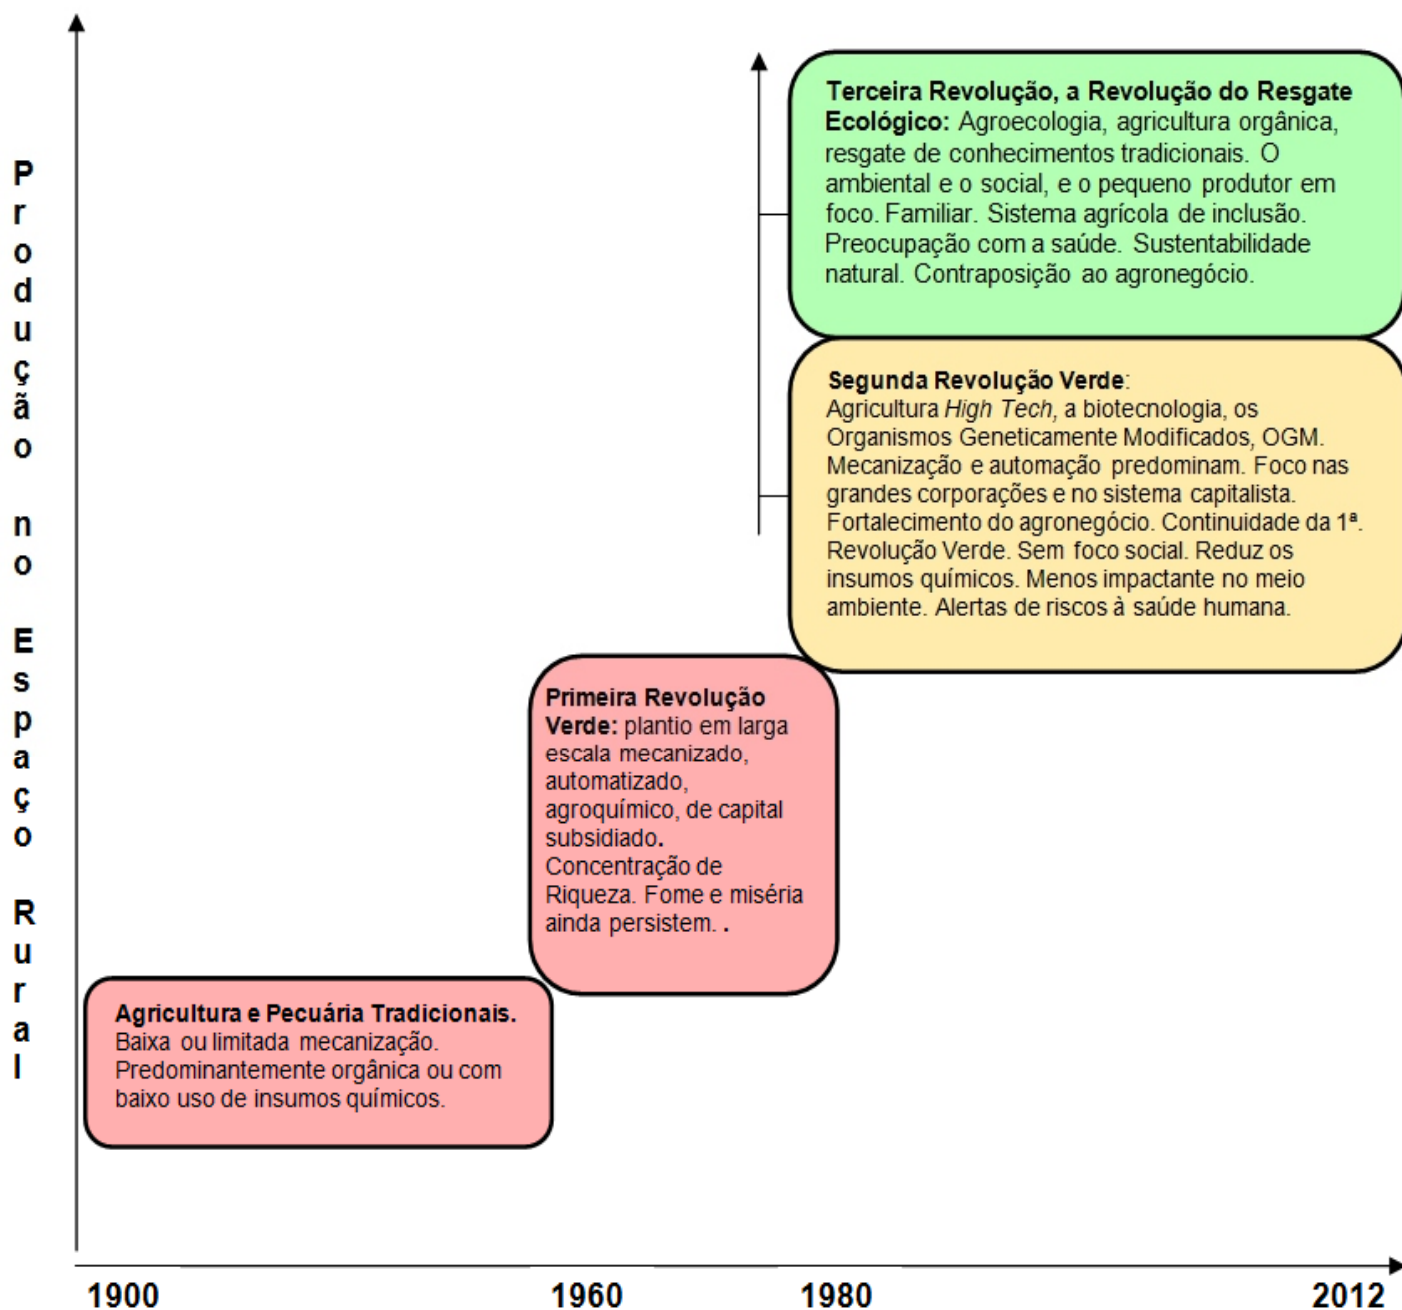 Produção no Espaço Rural
Terceira Revolução, a Revolução do Resgate
Ecológico: Agroecologia, agricultura orgânica,
resgate de conhecimentos tradicionais. O
ambiental e o social, e o pequeno produtor em
foco. Familiar. Sistema agrícola de inclusão.
Preocupação com a saúde. Sustentabilidade
natural. Contraposição ao agronegócio.
Segunda Revolução Verde:
Agricultura High Tech, a biotecnologia, os
Organismos Geneticamente Modificados, OGM.
Mecanização e automação predominam. Foco nas
grandes corporações e no sistema capitalista.
Fortalecimento do agronegócio. Continuidade da 1ª.
Revolução Verde. Sem foco social. Reduz os
insumos químicos. Menos impactante no meio
ambiente. Alertas de riscos à saúde humana.
Primeira Revolução
Verde: plantio em larga
escala mecanizado,
automatizado,
agroquímico, de capital
subsidiado.
Concentração de
Riqueza. Fome e miséria
ainda persistem. .
Agricultura e Pecuária Tradicionais.
Baixa ou limitada mecanização.
Predominantemente orgânica ou com
baixo uso de insumos químicos.
1900 1960 1980 2012